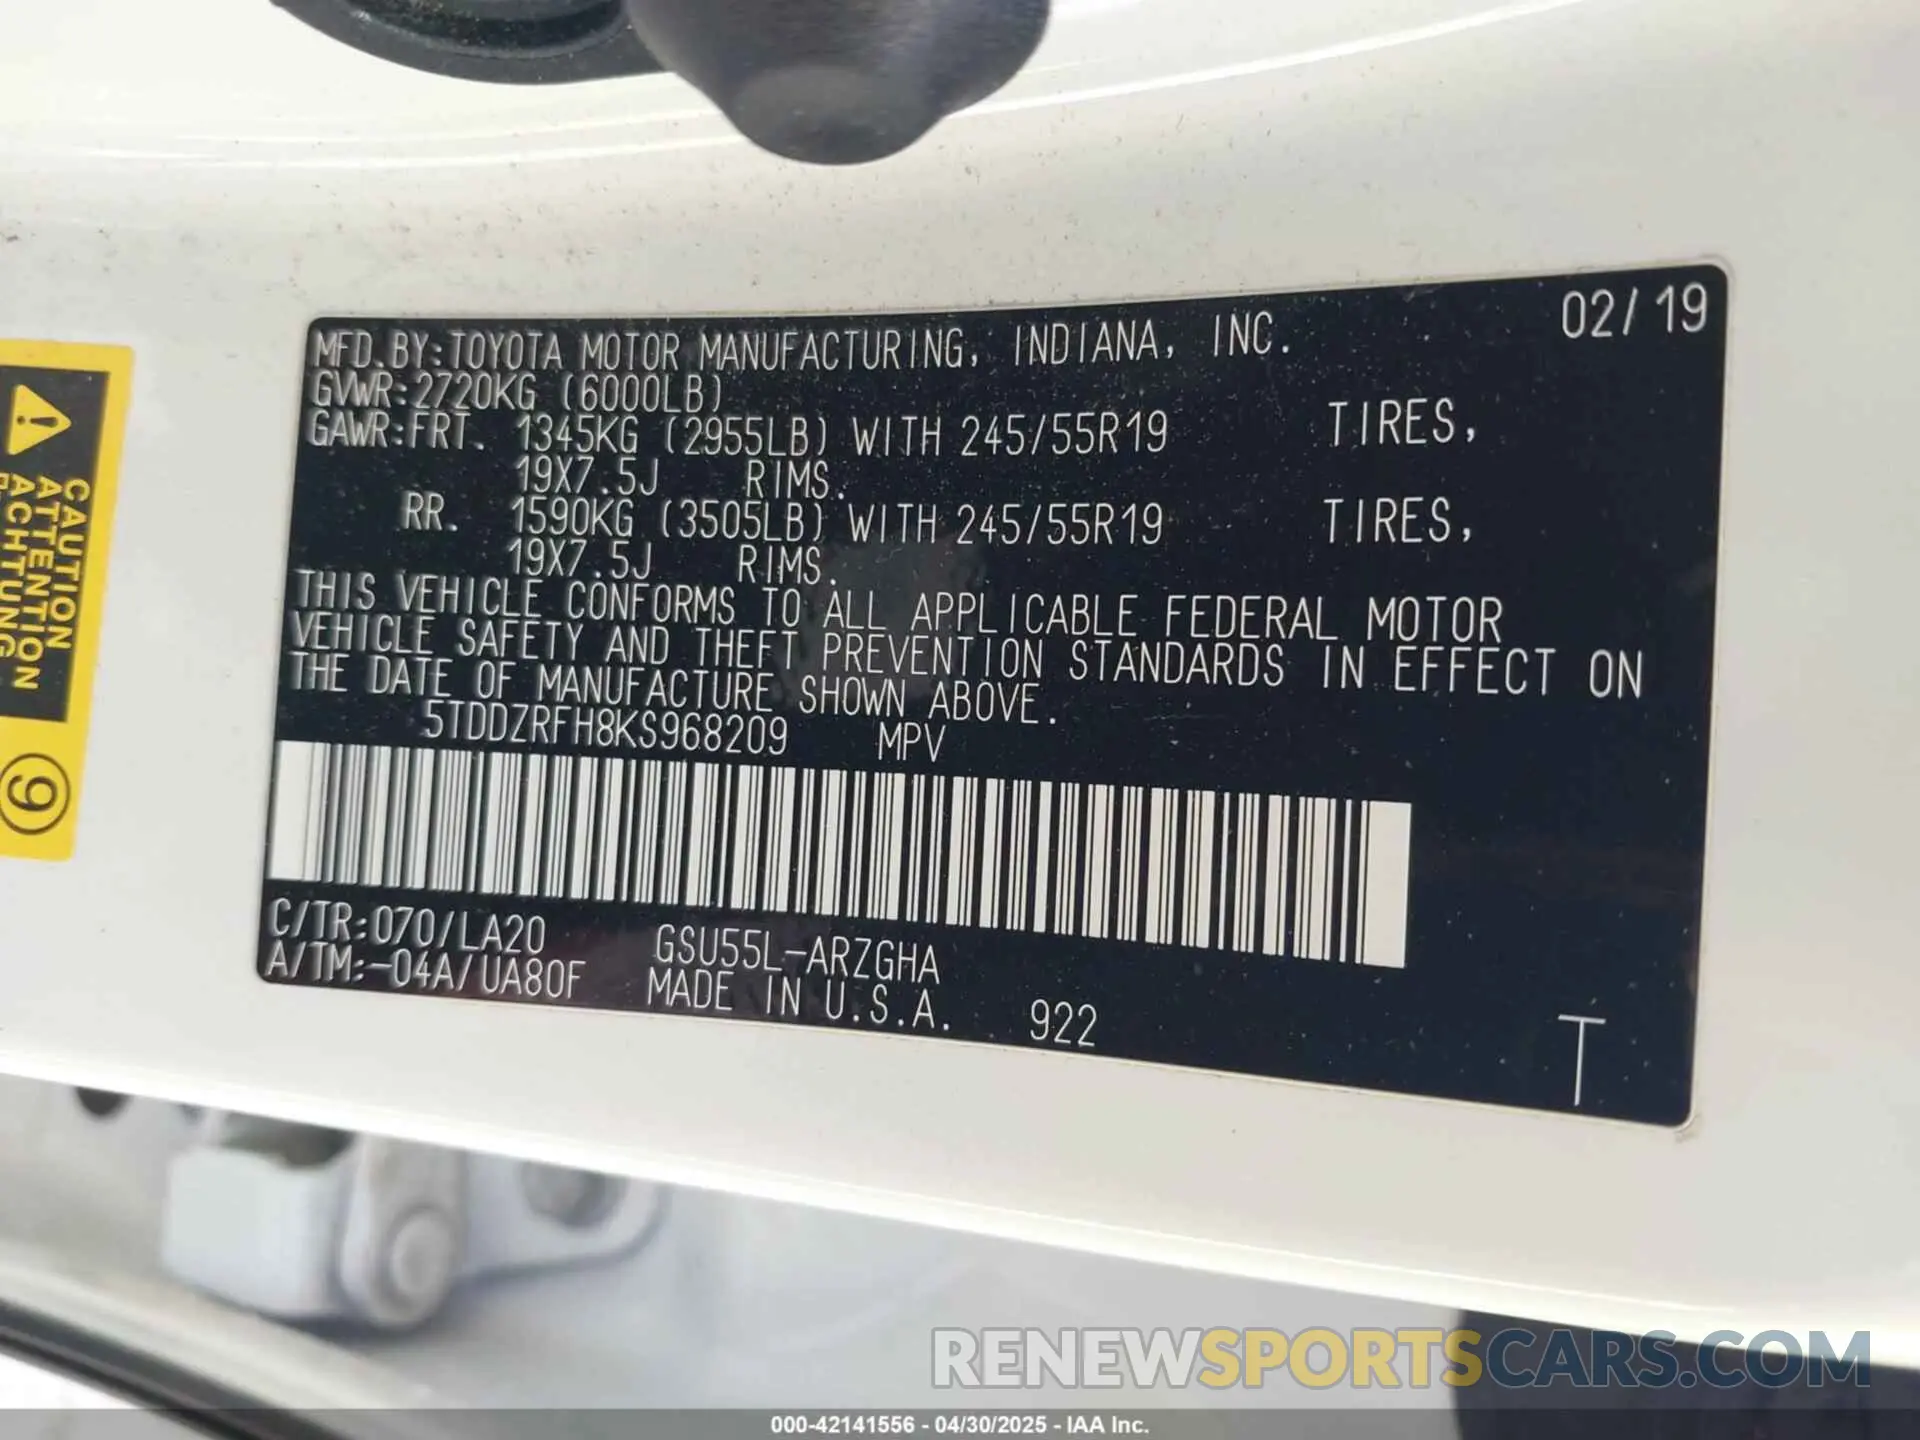 02/19
MFD.BY:TOYOTA MOTOR MANUFACTURING, INDIANA, INC.
GVWR:2720KG (6000LB)
GAWR:FRT. 1345KG (2955LB) WITH 245/55R19 TIRES,
19X7.5J RIMS.
RR. 1590KG (3505LB) WITH 245/55R19 TIRES,
19X7.5J RIMS.
THIS VEHICLE CONFORMS TO ALL APPLICABLE FEDERAL MOTOR
VEHICLE SAFETY AND THEFT PREVENTION STANDARDS IN EFFECT ON
THE DATE OF MANUFACTURE SHOWN ABOVE.
5TDDZRFH8KS968209 MPV
C/TR:070/LA20 GSU55L-ARZGHA
A/TM:-04A/UA80F MADE IN U.S.A. 922
T
CAUTION
ATTENTION
ACHTUNG
9
RENEWSPORTSCARS.COM
000-42141556 - 04/30/2025 - IAA Inc.